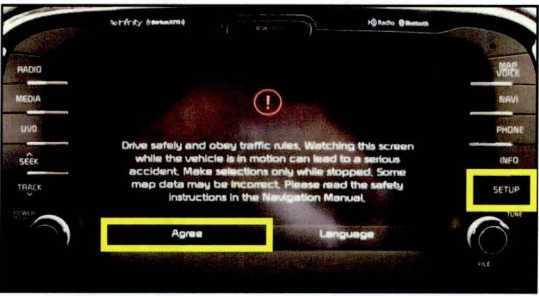 infinity (SiriusXM) HD Radio Bluetooth
RADIO
MEDIA
UVO
SEEK
TRACK
POWER
Drive safely and obey traffic rules. Watching this screen
while the vehicle is in motion can lead to a serious
accident. Make selections only while stopped. Some
map data may be incorrect. Please read the safety
instructions in the Navigation Manual.
Agree
Language
MAP
VOICE
NAVI
PHONE
INFO
SETUP
TUNE
FILE